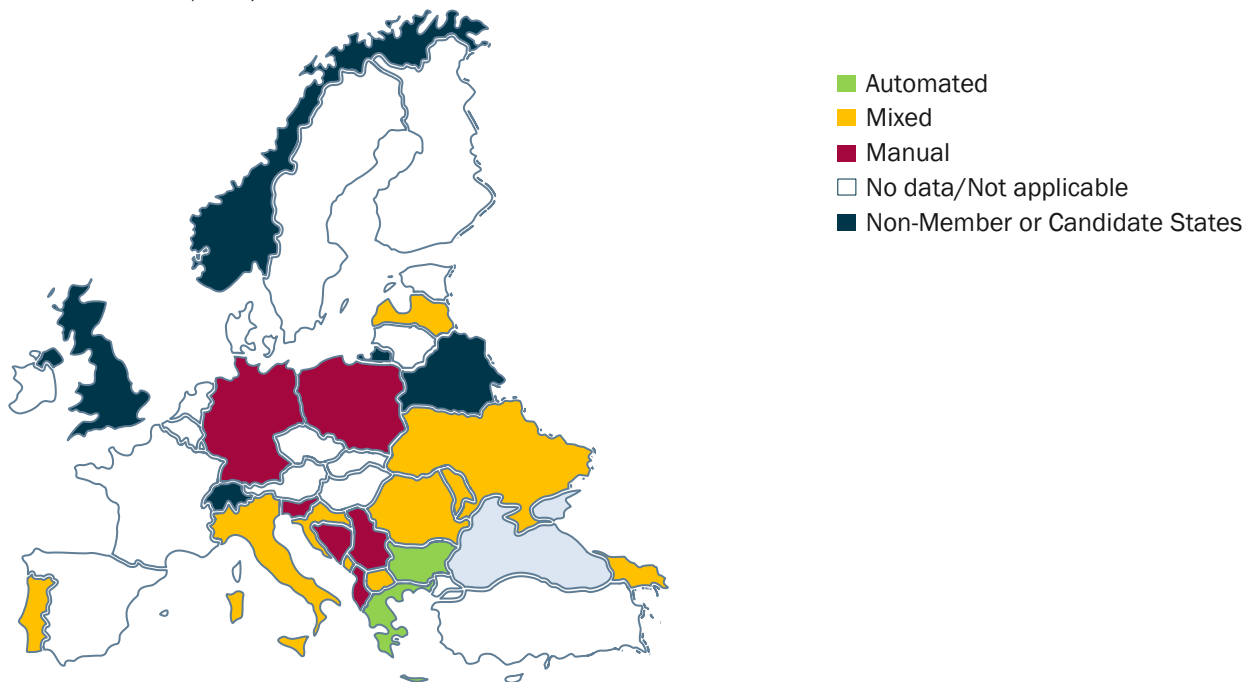 Automated
Mixed
Manual
No data/Not applicable
Non-Member or Candidate States